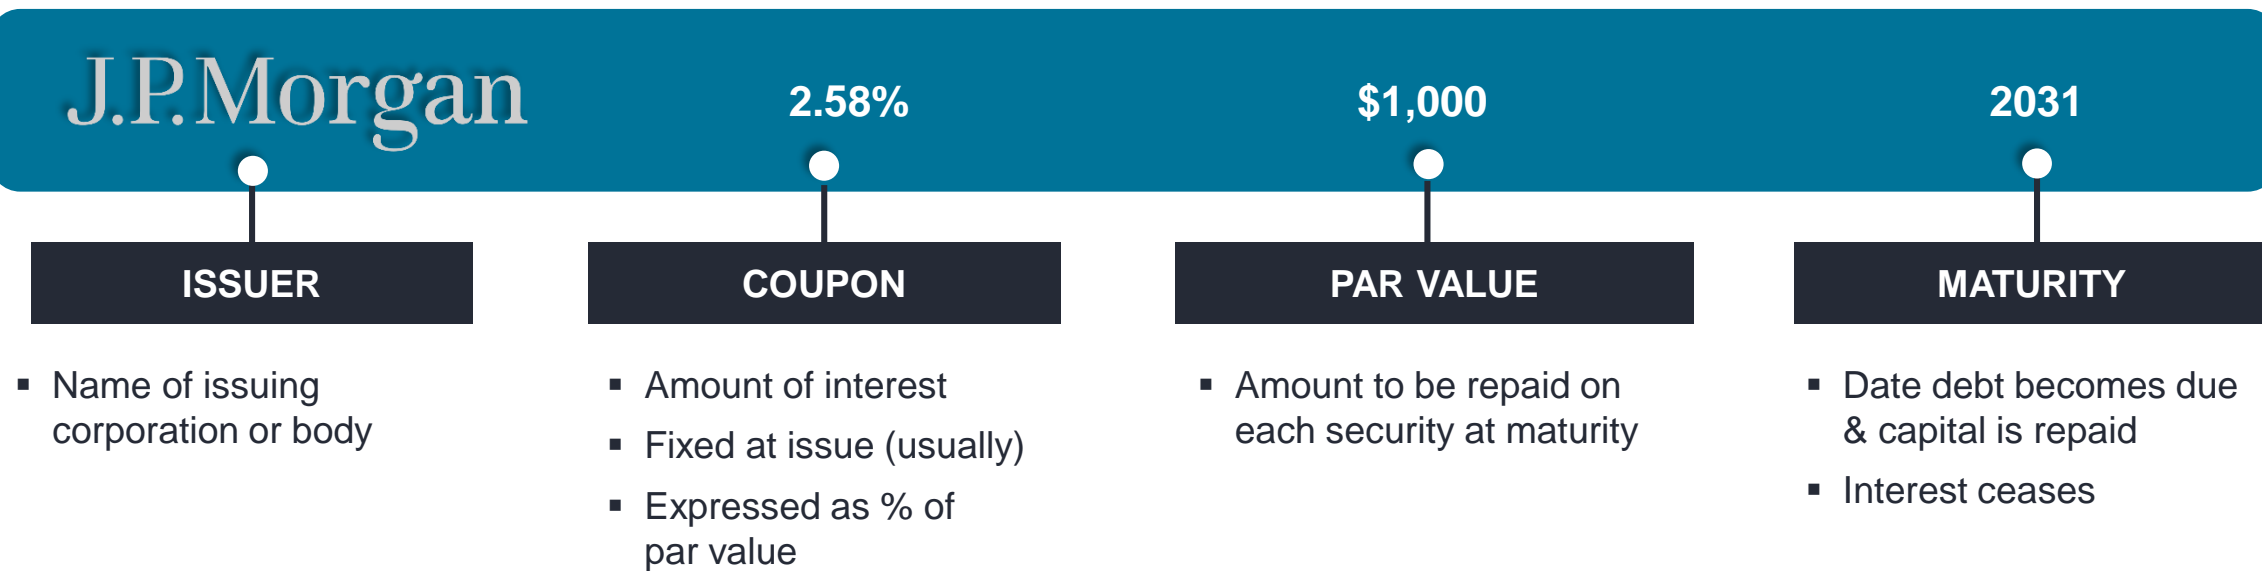 J.P.Morgan
2.58%
$1,000
2031
ISSUER
COUPON
PAR VALUE
MATURITY
▪ Name of issuing
corporation or body
▪ Amount of interest
▪ Fixed at issue (usually)
▪ Expressed as % of
par value
▪ Amount to be repaid on
each security at maturity
▪ Date debt becomes due
& capital is repaid
▪ Interest ceases